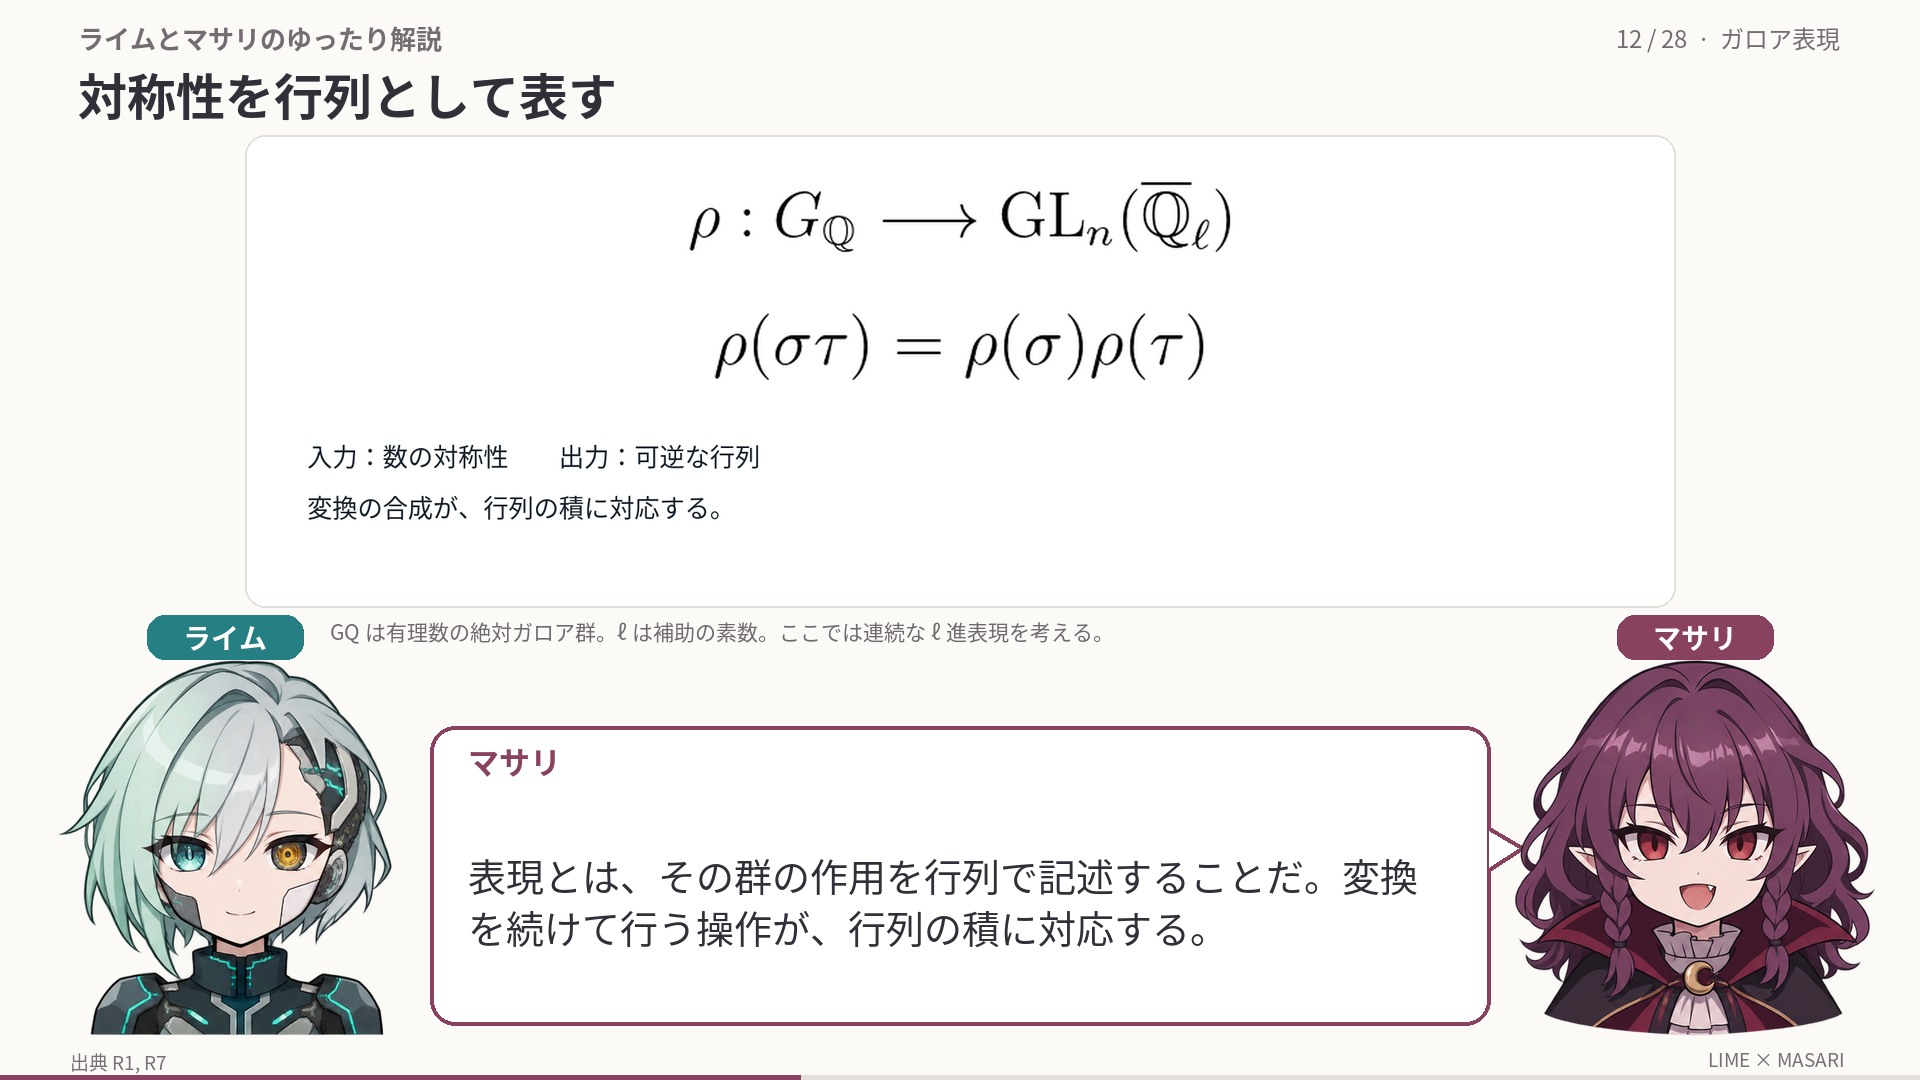 ライムとマサリのゆったり解説
12 / 28 · ガロア表現
対称性を行列として表す
ρ : G_ℚ ⟶ GL_n(ℚ̅_ℓ)
ρ(στ) = ρ(σ)ρ(τ)
入力：数の対称性　　出力：可逆な行列
変換の合成が、行列の積に対応する。
ライム
GQ は有理数の絶対ガロア群。ℓ は補助の素数。ここでは連続な ℓ 進表現を考える。
マサリ
マサリ
表現とは、その群の作用を行列で記述することだ。変換
を続けて行う操作が、行列の積に対応する。
出典 R1, R7
LIME × MASARI